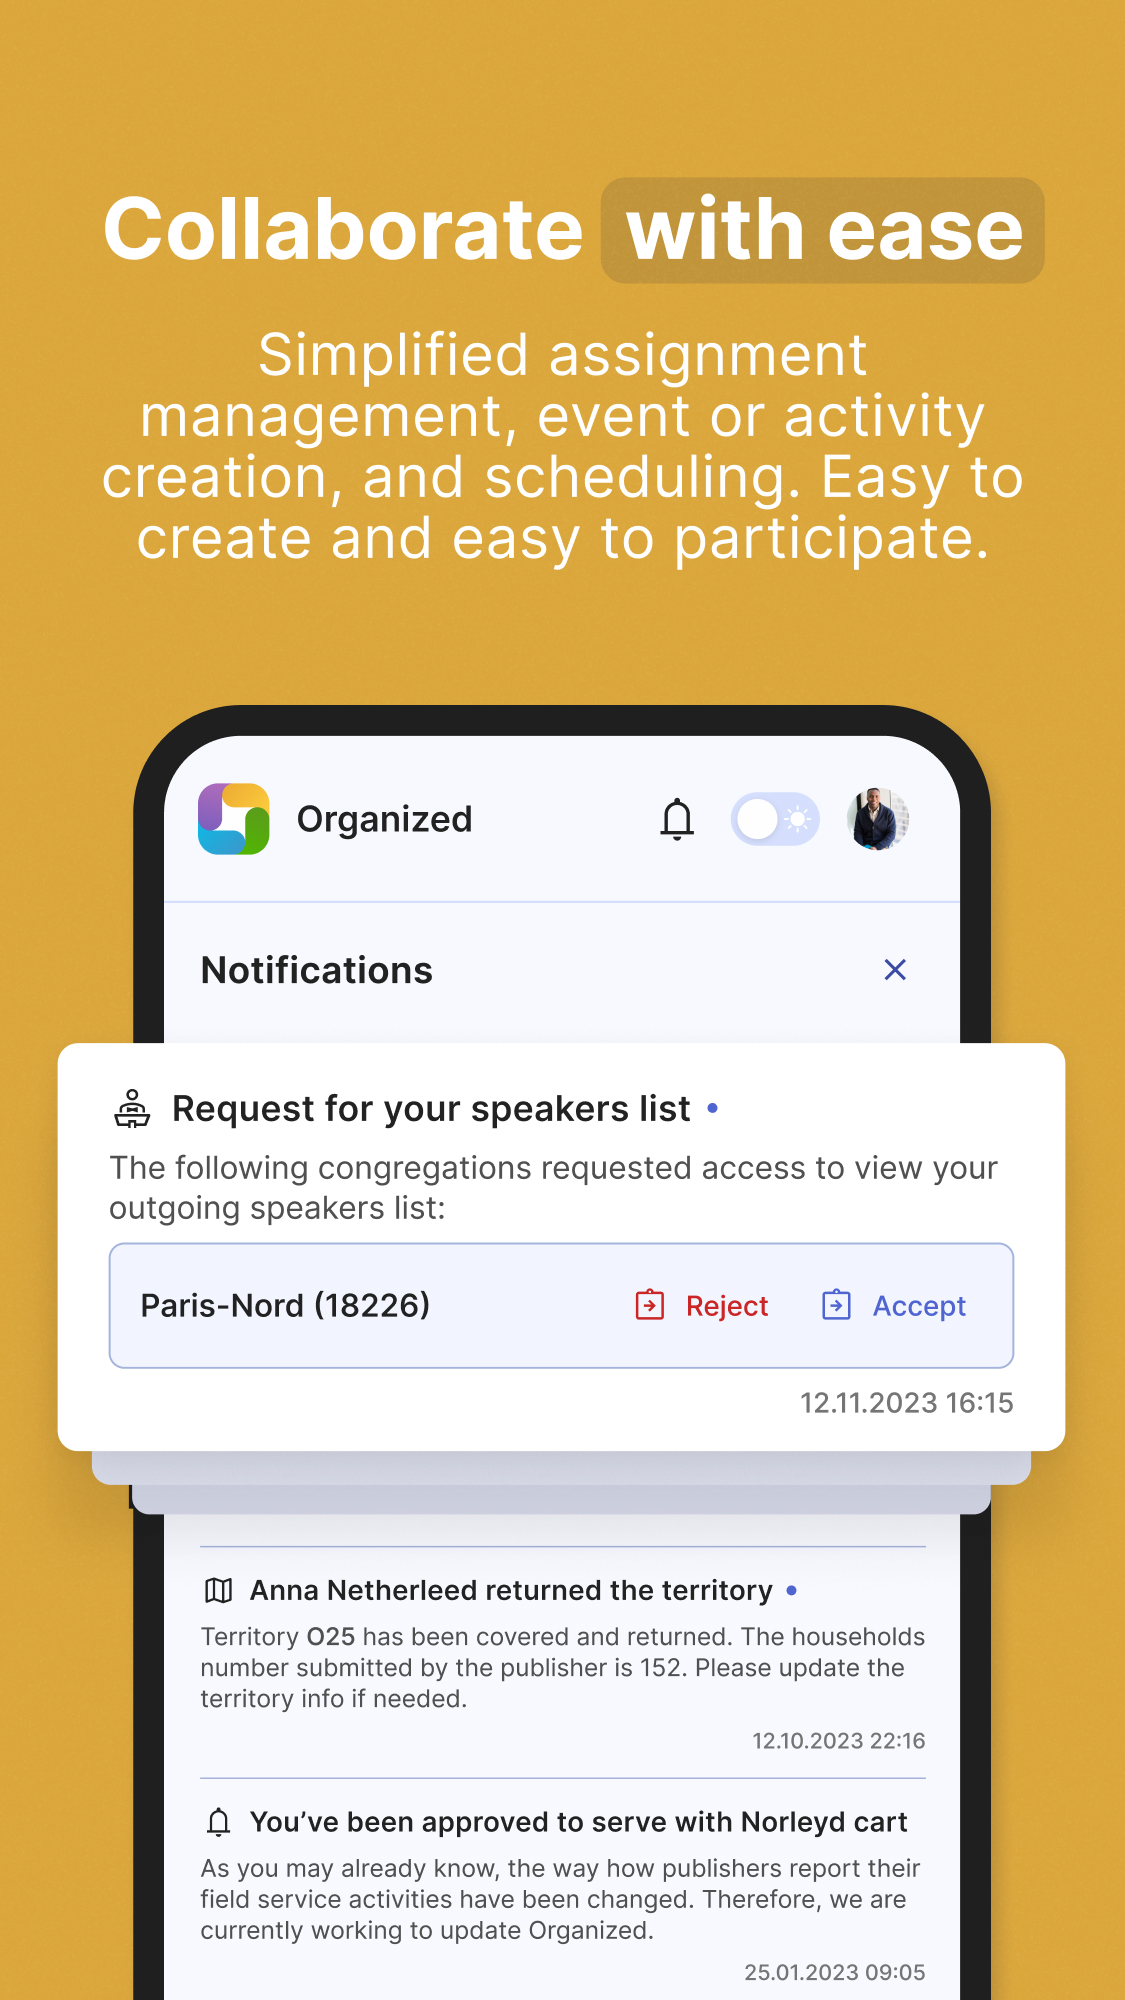 Collaborate with ease
Simplified assignment
management, event or activity
creation, and scheduling. Easy to
create and easy to participate.
Organized
Notifications
Request for your speakers list
The following congregations requested access to view your
outgoing speakers list:
Paris-Nord (18226) Reject Accept
12.11.2023 16:15
Anna Netherleed returned the territory
Territory O25 has been covered and returned. The households
number submitted by the publisher is 152. Please update the
territory info if needed.
12.10.2023 22:16
You’ve been approved to serve with Norleyd cart
As you may already know, the way how publishers report their
field service activities have been changed. Therefore, we are
currently working to update Organized.
25.01.2023 09:05